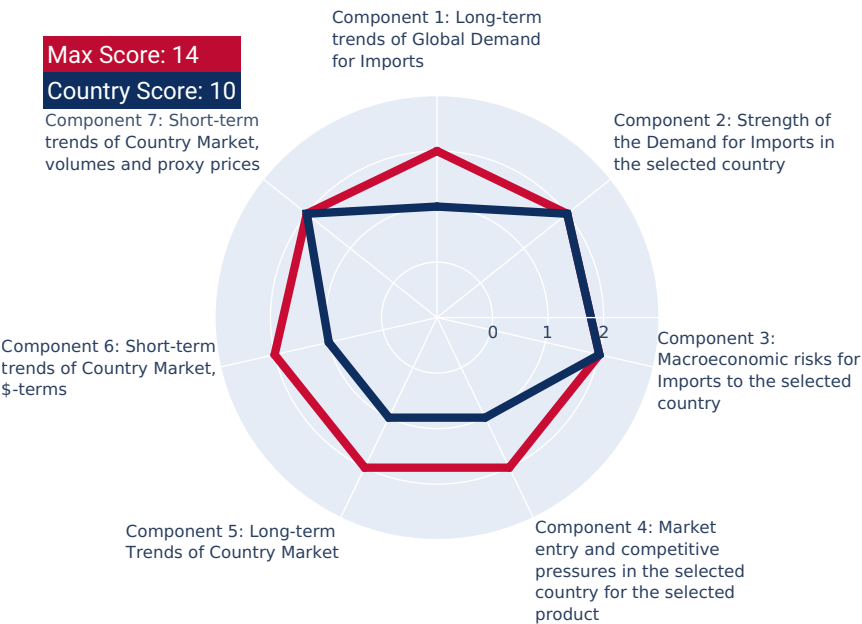 Component 1: Long-term
trends of Global Demand
for Imports
Max Score: 14
Country Score: 10
Component 7: Short-term
trends of Country Market,
volumes and proxy prices
Component 2: Strength of
the Demand for Imports in
the selected country
0
1
2
Component 6: Short-term
trends of Country Market,
$-terms
Component 3:
Macroeconomic risks for
Imports to the selected
country
Component 5: Long-term
Trends of Country Market
Component 4: Market
entry and competitive
pressures in the selected
country for the selected
product